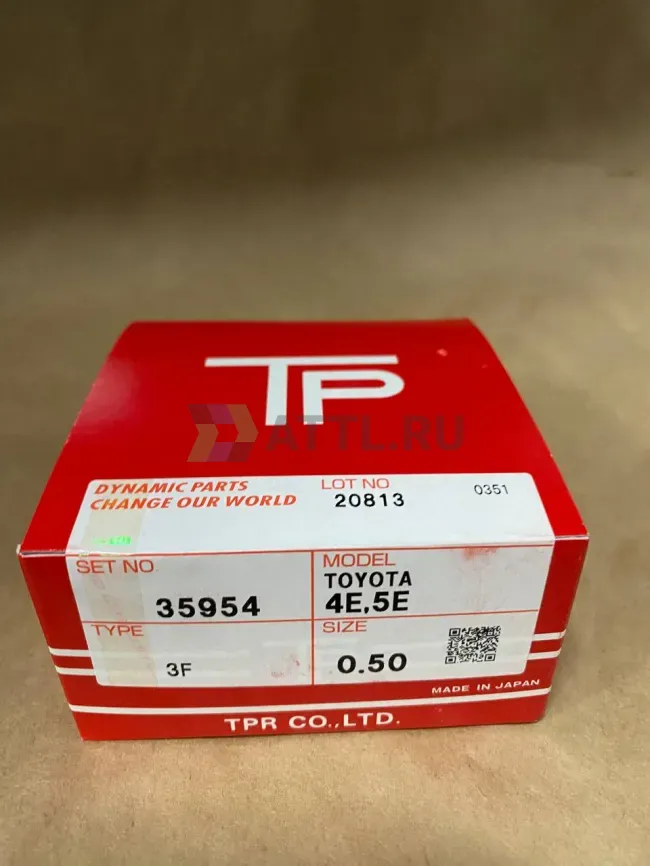 TP
ATTL.RU
DYNAMIC PARTS
CHANGE OUR WORLD
LOT NO
20813
0351
SET NO.
35954
MODEL
TOYOTA
4E,5E
TYPE
3F
SIZE
0.50
MADE IN JAPAN
TPR CO.,LTD.